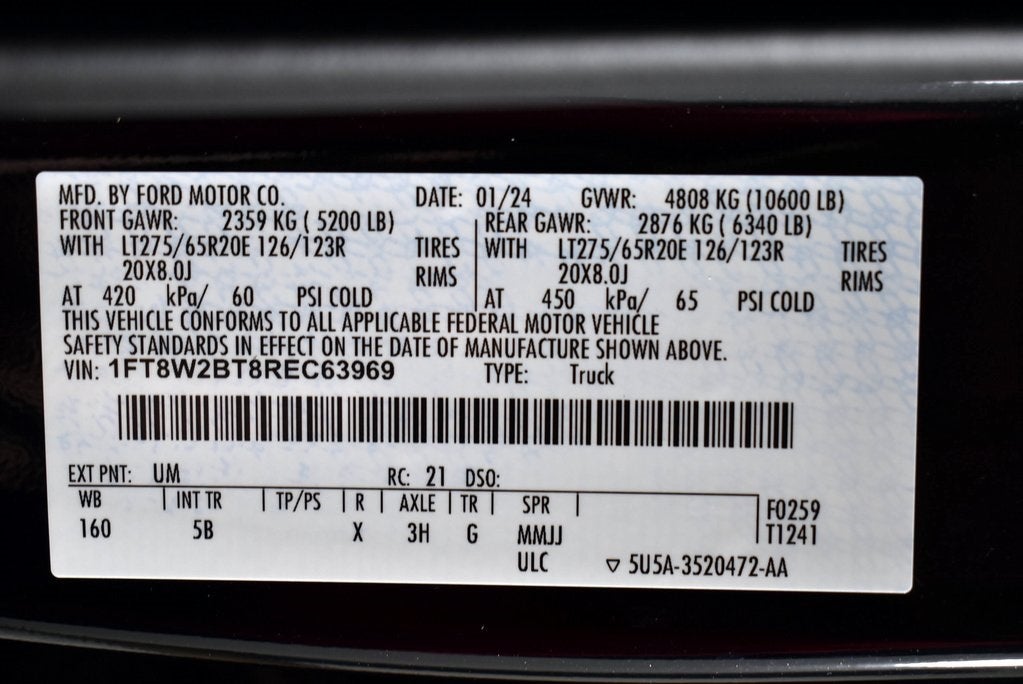 MFD. BY FORD MOTOR CO. DATE: 01/24 GVWR: 4808 KG (10600 LB)
FRONT GAWR: 2359 KG ( 5200 LB) REAR GAWR: 2876 KG ( 6340 LB)
WITH LT275/65R20E 126/123R TIRES WITH LT275/65R20E 126/123R TIRES
20X8.0J RIMS 20X8.0J RIMS
AT 420 kPa/ 60 PSI COLD AT 450 kPa/ 65 PSI COLD
THIS VEHICLE CONFORMS TO ALL APPLICABLE FEDERAL MOTOR VEHICLE
SAFETY STANDARDS IN EFFECT ON THE DATE OF MANUFACTURE SHOWN ABOVE.
VIN: 1FT8W2BT8REC63969 TYPE: Truck
EXT PNT: UM RC: 21 DSO:
WB INT TR TP/PS R AXLE TR SPR F0259
160 5B X 3H G MMJJ T1241
ULC ▽ 5U5A-3520472-AA